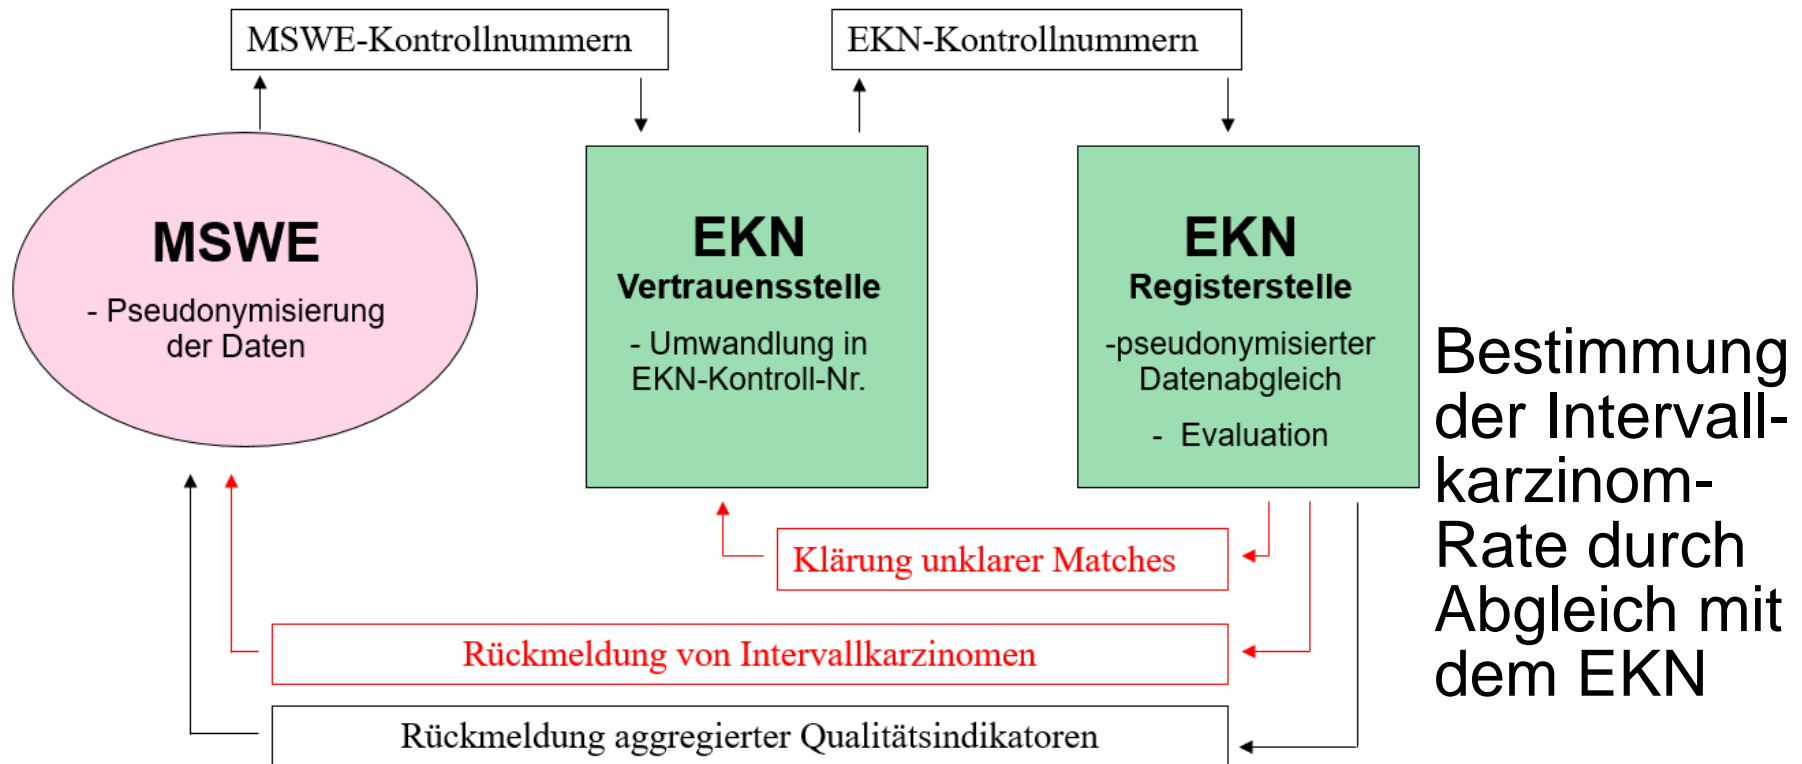 MSWE-Kontrollnummern
EKN-Kontrollnummern
MSWE
- Pseudonymisierung
der Daten
EKN
Vertrauensstelle
- Umwandlung in
EKN-Kontroll-Nr.
EKN
Registerstelle
-pseudonymisierter
Datenabgleich
- Evaluation
Klärung unklarer Matches
Rückmeldung von Intervallkarzinomen
Rückmeldung aggregierter Qualitätsindikatoren
Bestimmung
der Intervall-
karzinom-
Rate durch
Abgleich mit
dem EKN